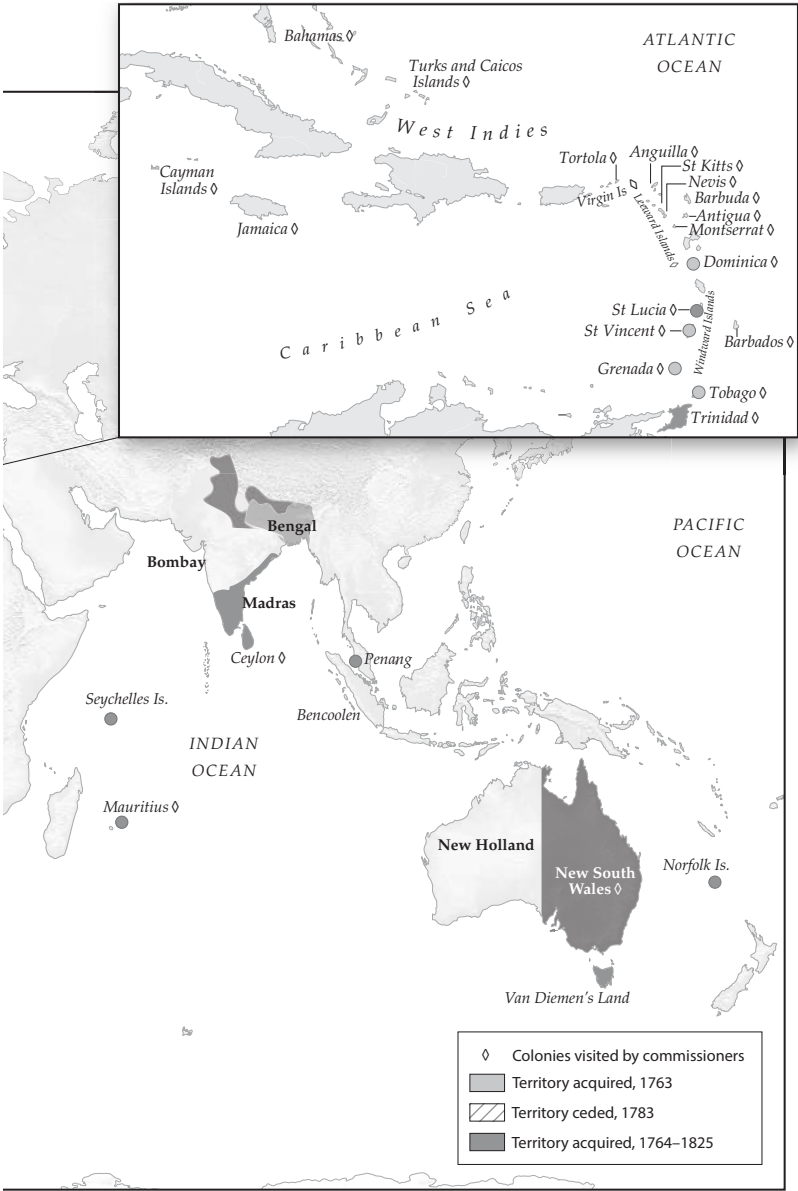 Bahamas ◊
ATLANTIC
OCEAN
Turks and Caicos
Islands ◊
West Indies
Cayman
Islands ◊
Jamaica ◊
Tortola ◊
Anguilla ◊
St Kitts ◊
Nevis ◊
Barbuda ◊
Antigua ◊
Montserrat ◊
Virgin Is ◊
Leeward Islands ◊
Dominica ◊
Caribbean Sea
St Lucia ◊
St Vincent ◊
Windward Islands
Barbados ◊
Grenada ◊
Tobago ◊
Trinidad ◊
Bengal
PACIFIC
OCEAN
Bombay
Madras
Ceylon ◊
Penang
Seychelles Is.
Bencoolen
INDIAN
OCEAN
Mauritius ◊
New Holland
New South
Wales ◊
Norfolk Is.
Van Diemen's Land
◊ Colonies visited by commissioners
Territory acquired, 1763
Territory ceded, 1783
Territory acquired, 1764–1825